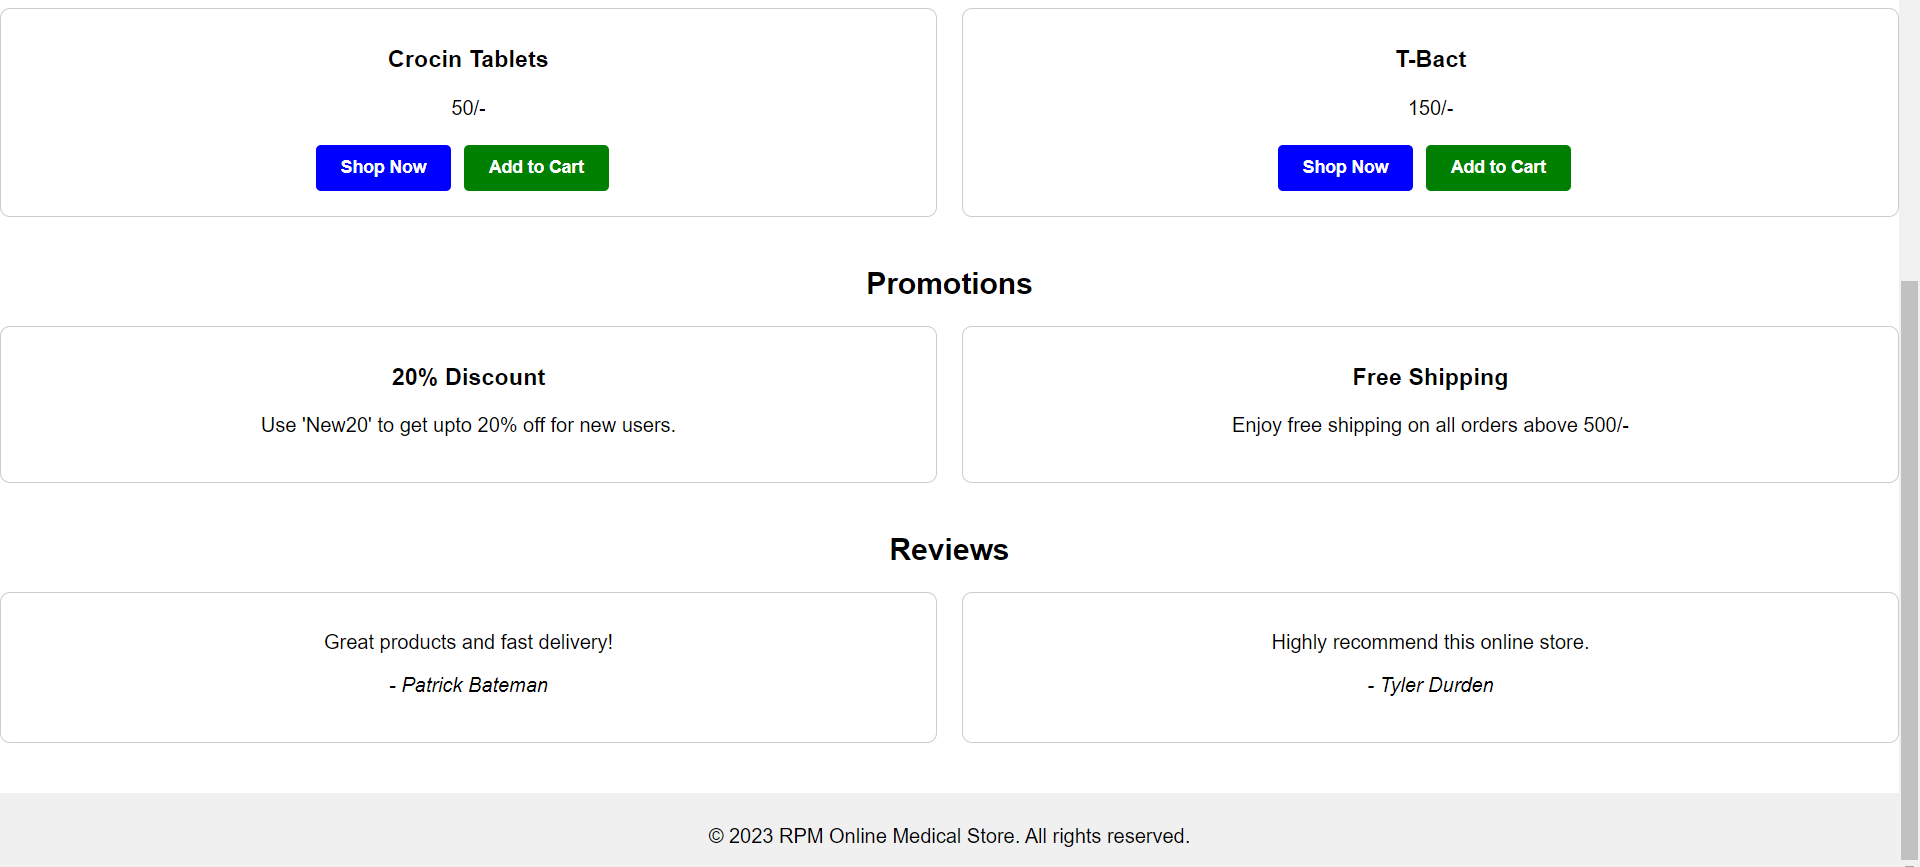 Crocin Tablets
50/-
Shop Now
Add to Cart
T-Bact
150/-
Shop Now
Add to Cart
Promotions
20% Discount
Use 'New20' to get upto 20% off for new users.
Free Shipping
Enjoy free shipping on all orders above 500/-
Reviews
Great products and fast delivery!
- Patrick Bateman
Highly recommend this online store.
- Tyler Durden
© 2023 RPM Online Medical Store. All rights reserved.